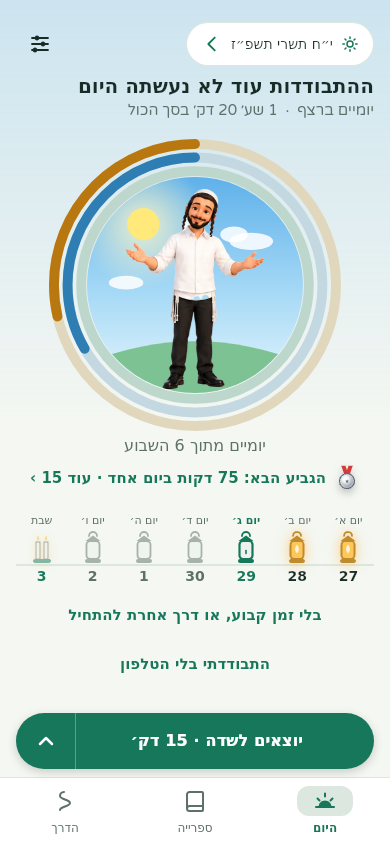 י״ח תשרי תשפ״ז
ההתבודדות עוד לא נעשתה היום
יומיים ברצף · 1 שע׳ 20 דק׳ בסך הכול
יומיים מתוך 6 השבוע
הגביע הבא: 75 דקות ביום אחד · עוד 15 ›
יום א׳ יום ב׳ יום ג׳ יום ד׳ יום ה׳ יום ו׳ שבת
27 28 29 30 1 2 3
בלי זמן קבוע, או דרך אחרת להתחיל
התבודדתי בלי הטלפון
יוצאים לשדה · 15 דק׳
היום ספרייה הדרך